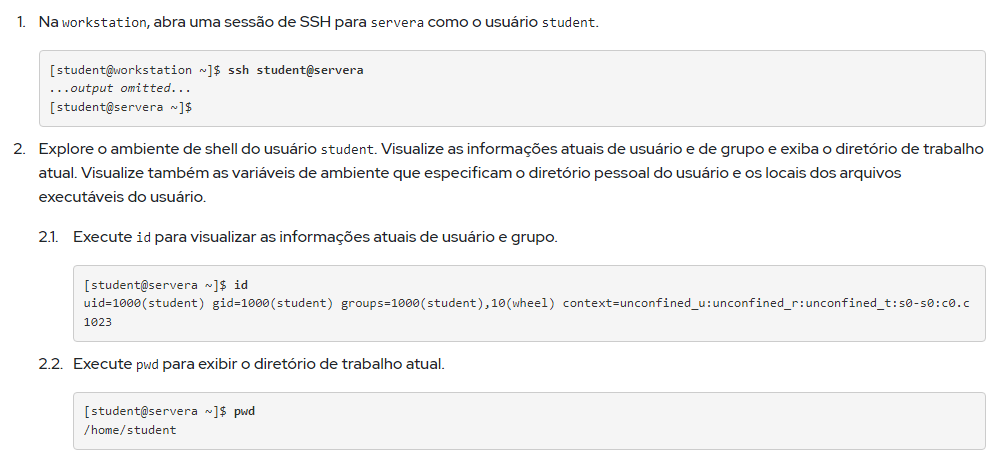 1. Na workstation, abra uma sessão de SSH para servera como o usuário student.
[student@workstation ~]$ ssh student@servera
...output omitted...
[student@servera ~]$
2. Explore o ambiente de shell do usuário student. Visualize as informações atuais de usuário e de grupo e exiba o diretório de trabalho
atual. Visualize também as variáveis de ambiente que especificam o diretório pessoal do usuário e os locais dos arquivos
executáveis do usuário.
2.1. Execute id para visualizar as informações atuais de usuário e grupo.
[student@servera ~]$ id
uid=1000(student) gid=1000(student) groups=1000(student),10(wheel) context=unconfined_u:unconfined_r:unconfined_t:s0-s0:c0.c
1023
2.2. Execute pwd para exibir o diretório de trabalho atual.
[student@servera ~]$ pwd
/home/student